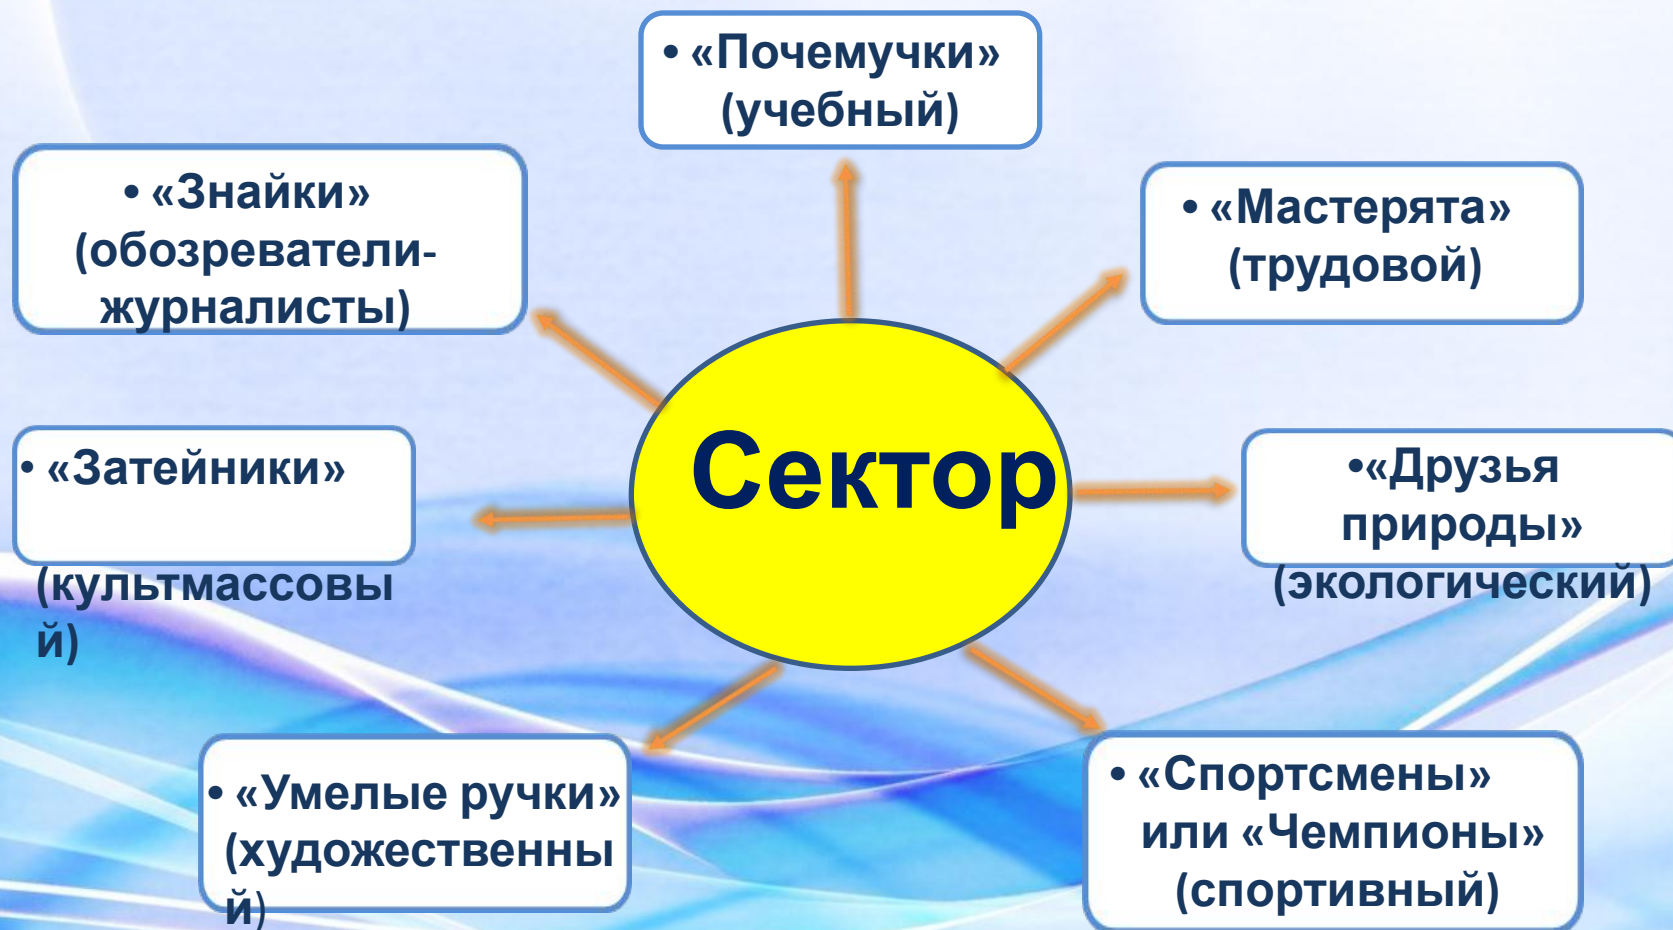 • «Почемучки»
(учебный)
• «Знайки»
(обозреватели-
журналисты)
• «Мастерята»
(трудовой)
Сектор
• «Затейники»
(культмассовы
й)
•«Друзья
природы»
(экологический)
• «Умелые ручки»
(художественны
й)
• «Спортсмены»
или «Чемпионы»
(спортивный)